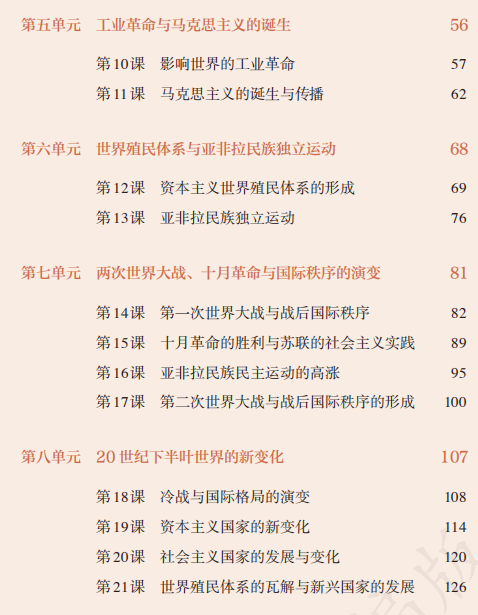 第五单元 工业革命与马克思主义的诞生 56
第10课 影响世界的工业革命 57
第11课 马克思主义的诞生与传播 62
第六单元 世界殖民体系与亚非拉民族独立运动 68
第12课 资本主义世界殖民体系的形成 69
第13课 亚非拉民族独立运动 76
第七单元 两次世界大战、十月革命与国际秩序的演变 81
第14课 第一次世界大战与战后国际秩序 82
第15课 十月革命的胜利与苏联的社会主义实践 89
第16课 亚非拉民族民主运动的高涨 95
第17课 第二次世界大战与战后国际秩序的形成 100
第八单元 20世纪下半叶世界的新变化 107
第18课 冷战与国际格局的演变 108
第19课 资本主义国家的新变化 114
第20课 社会主义国家的发展与变化 120
第21课 世界殖民体系的瓦解与新兴国家的发展 126